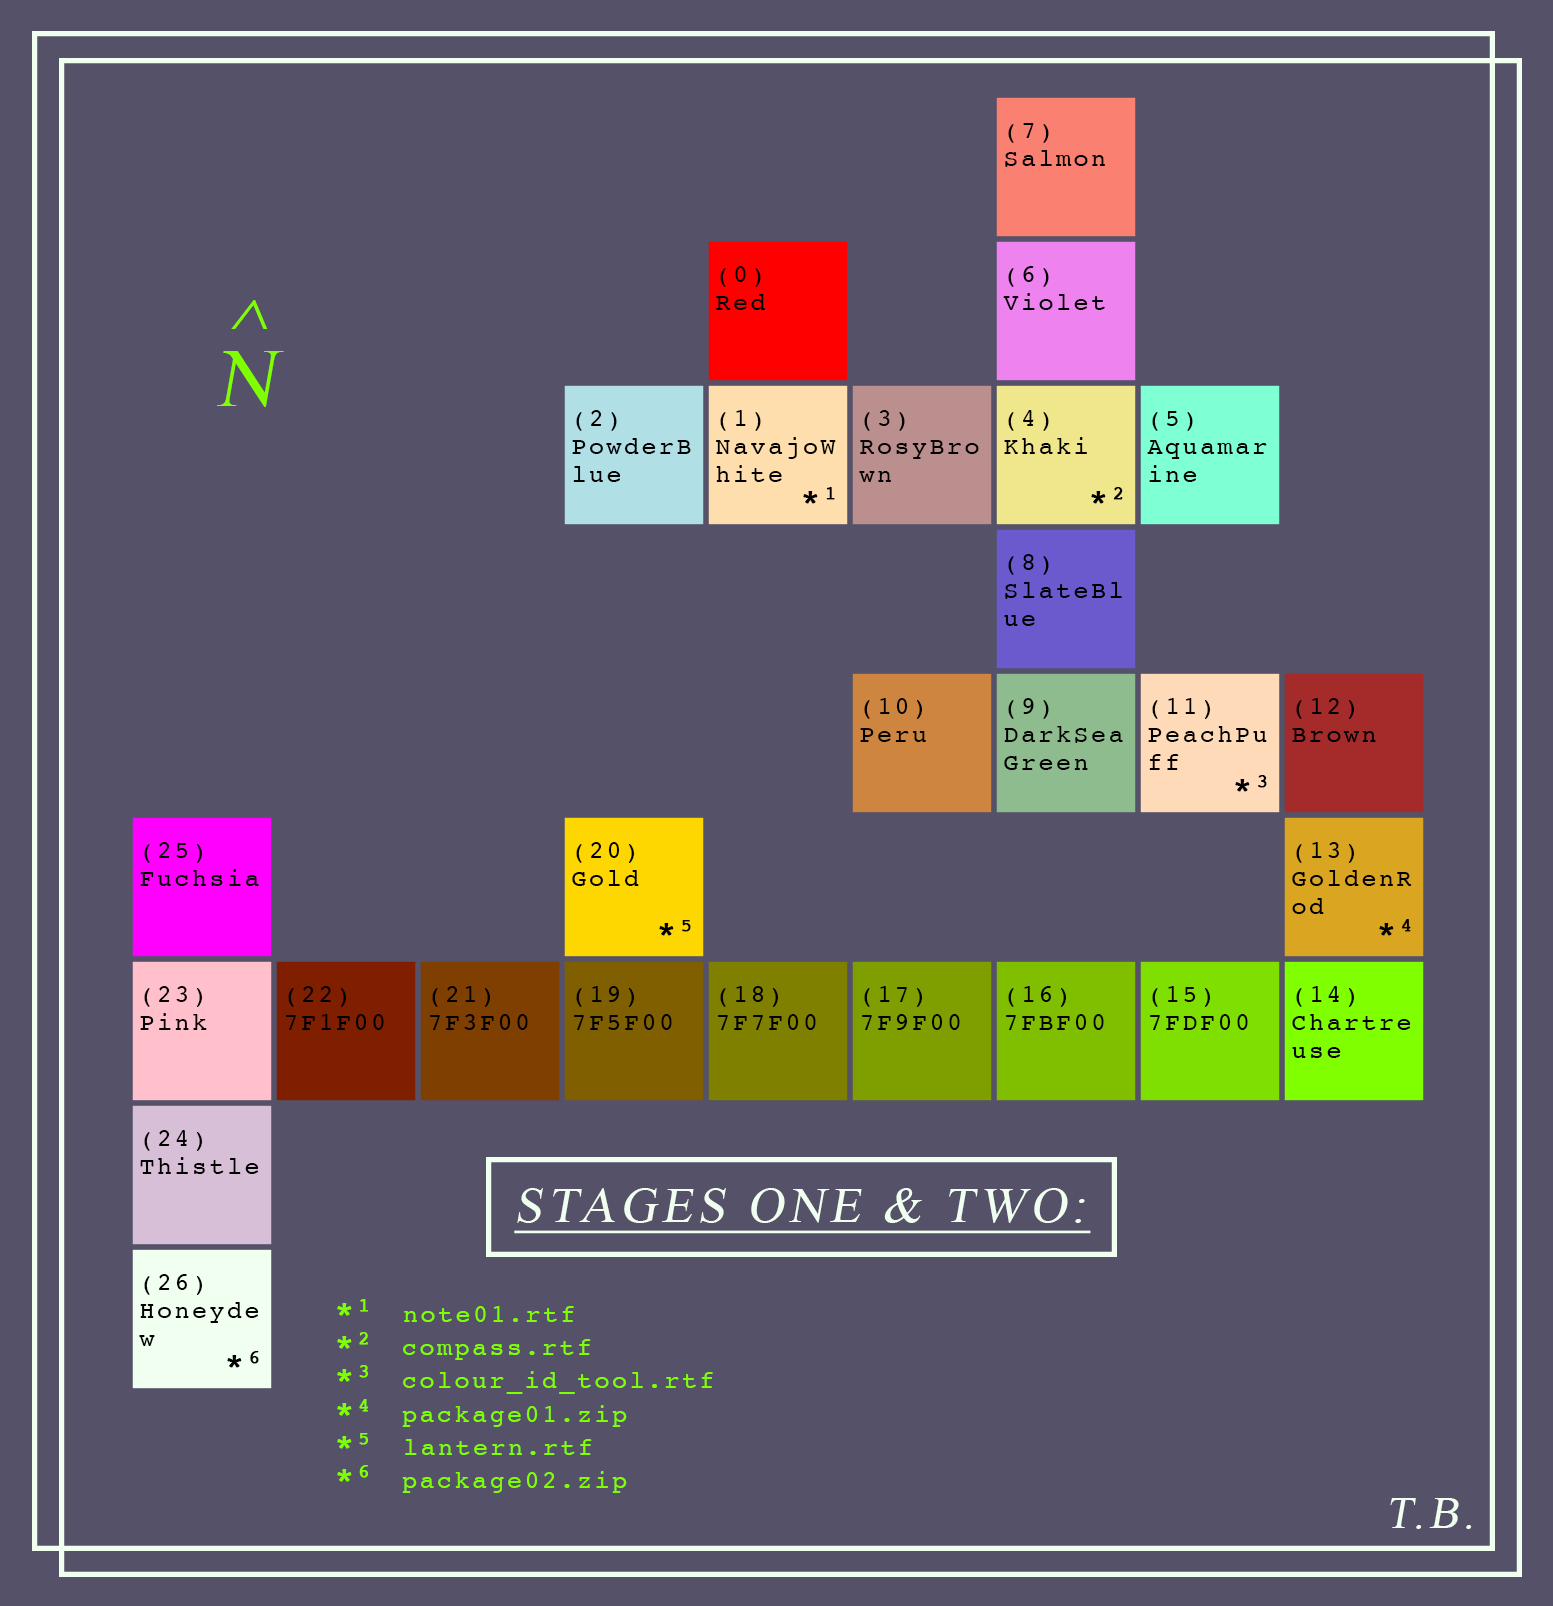 (7)
Salmon
(0)
Red
(6)
Violet
^
N
(2)
PowderB
lue
(1)
NavajoW
hite
*1
(3)
RosyBro
wn
(4)
Khaki
*2
(5)
Aquamar
ine
(8)
SlateBl
ue
(10)
Peru
(9)
DarkSea
Green
(11)
PeachPu
ff
*3
(12)
Brown
(25)
Fuchsia
(20)
Gold
*5
(13)
GoldenR
od
*4
(23)
Pink
(22)
7F1F00
(21)
7F3F00
(19)
7F5F00
(18)
7F7F00
(17)
7F9F00
(16)
7FBF00
(15)
7FDF00
(14)
Chartre
use
(24)
Thistle
STAGES ONE & TWO:
(26)
Honeyde
w
*6
*1 note01.rtf
*2 compass.rtf
*3 colour_id_tool.rtf
*4 package01.zip
*5 lantern.rtf
*6 package02.zip
T.B.